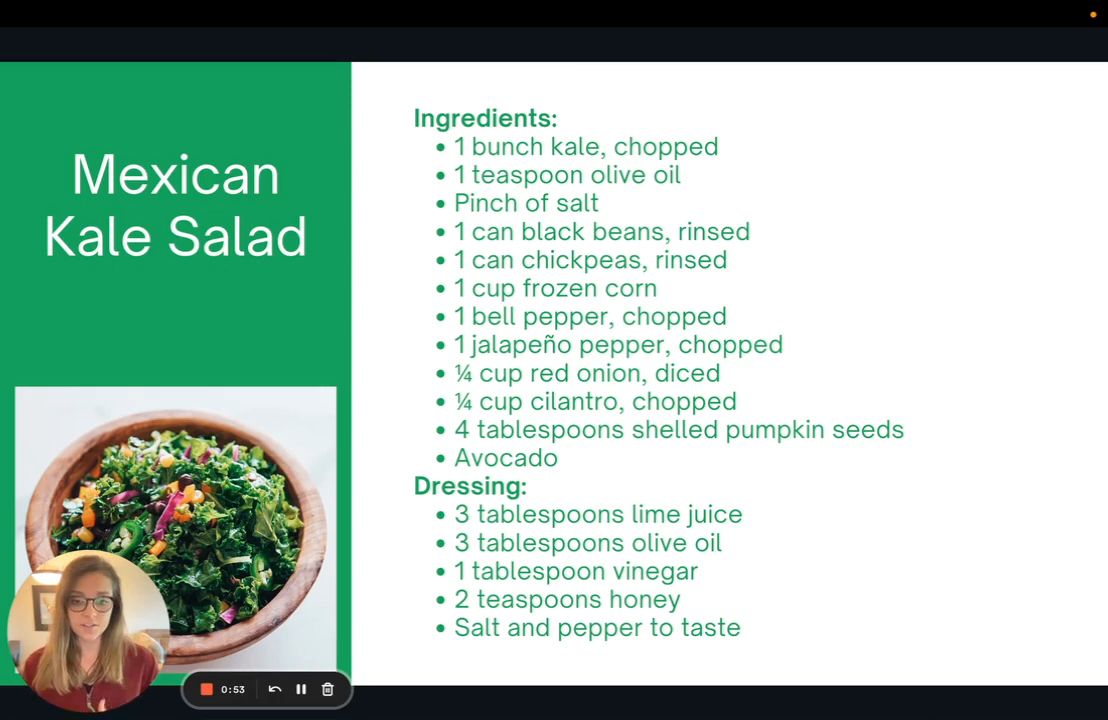 Mexican
Kale Salad
Ingredients:
• 1 bunch kale, chopped
• 1 teaspoon olive oil
• Pinch of salt
• 1 can black beans, rinsed
• 1 can chickpeas, rinsed
• 1 cup frozen corn
• 1 bell pepper, chopped
• 1 jalapeño pepper, chopped
• ¼ cup red onion, diced
• ¼ cup cilantro, chopped
• 4 tablespoons shelled pumpkin seeds
• Avocado
Dressing:
• 3 tablespoons lime juice
• 3 tablespoons olive oil
• 1 tablespoon vinegar
• 2 teaspoons honey
• Salt and pepper to taste
0:53